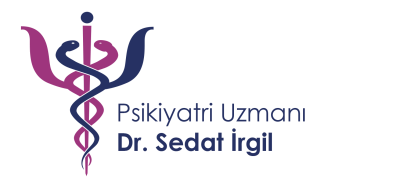 Psikiyatri Uzmanı
Dr. Sedat İrgil